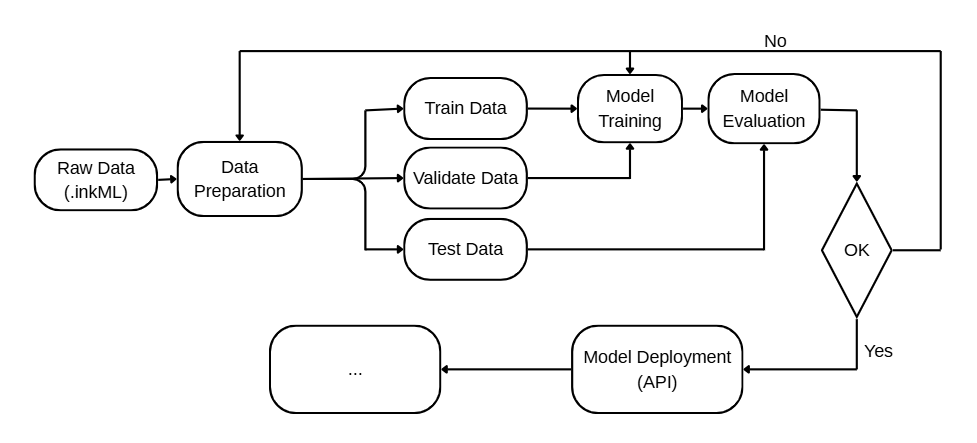 No
Raw Data
(.inkML)
Data
Preparation
Train Data
Validate Data
Test Data
Model
Training
Model
Evaluation
OK
Yes
Model Deployment
(API)
...